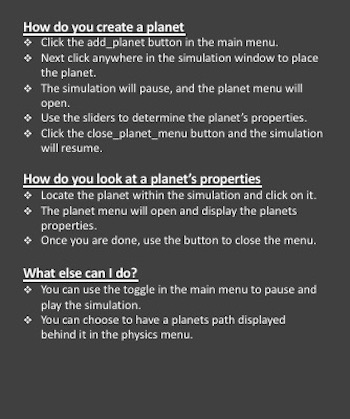 How do you create a planet
❖ Click the add_planet button in the main menu.
❖ Next click anywhere in the simulation window to place
the planet.
❖ The simulation will pause, and the planet menu will
open.
❖ Use the sliders to determine the planet's properties.
❖ Click the close_planet_menu button and the simulation
will resume.
How do you look at a planet's properties
❖ Locate the planet within the simulation and click on it.
❖ The planet menu will open and display the planets
properties.
❖ Once you are done, use the button to close the menu.
What else can I do?
❖ You can use the toggle in the main menu to pause and
play the simulation.
❖ You can choose to have a planets path displayed
behind it in the physics menu.